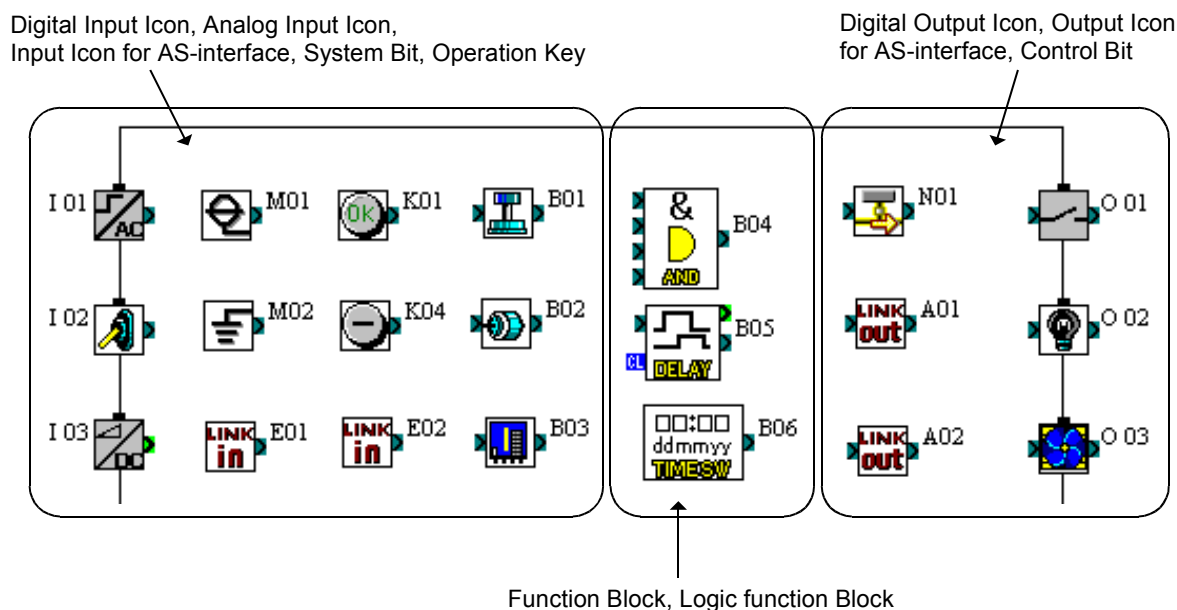 Digital Input Icon, Analog Input Icon,
Input Icon for AS-interface, System Bit, Operation Key
Digital Output Icon, Output Icon
for AS-interface, Control Bit
I 01
AC
M01
OK
K01
B01
&
AND
B04
N01
O 01
I 02
M02
K04
B02
CL
DELAY
B05
LINK
out
A01
O 02
I 03
DC
LINK
in
E01
LINK
in
E02
B03
00:00
ddmmyy
TIMESW
B06
LINK
out
A02
O 03
Function Block, Logic function Block